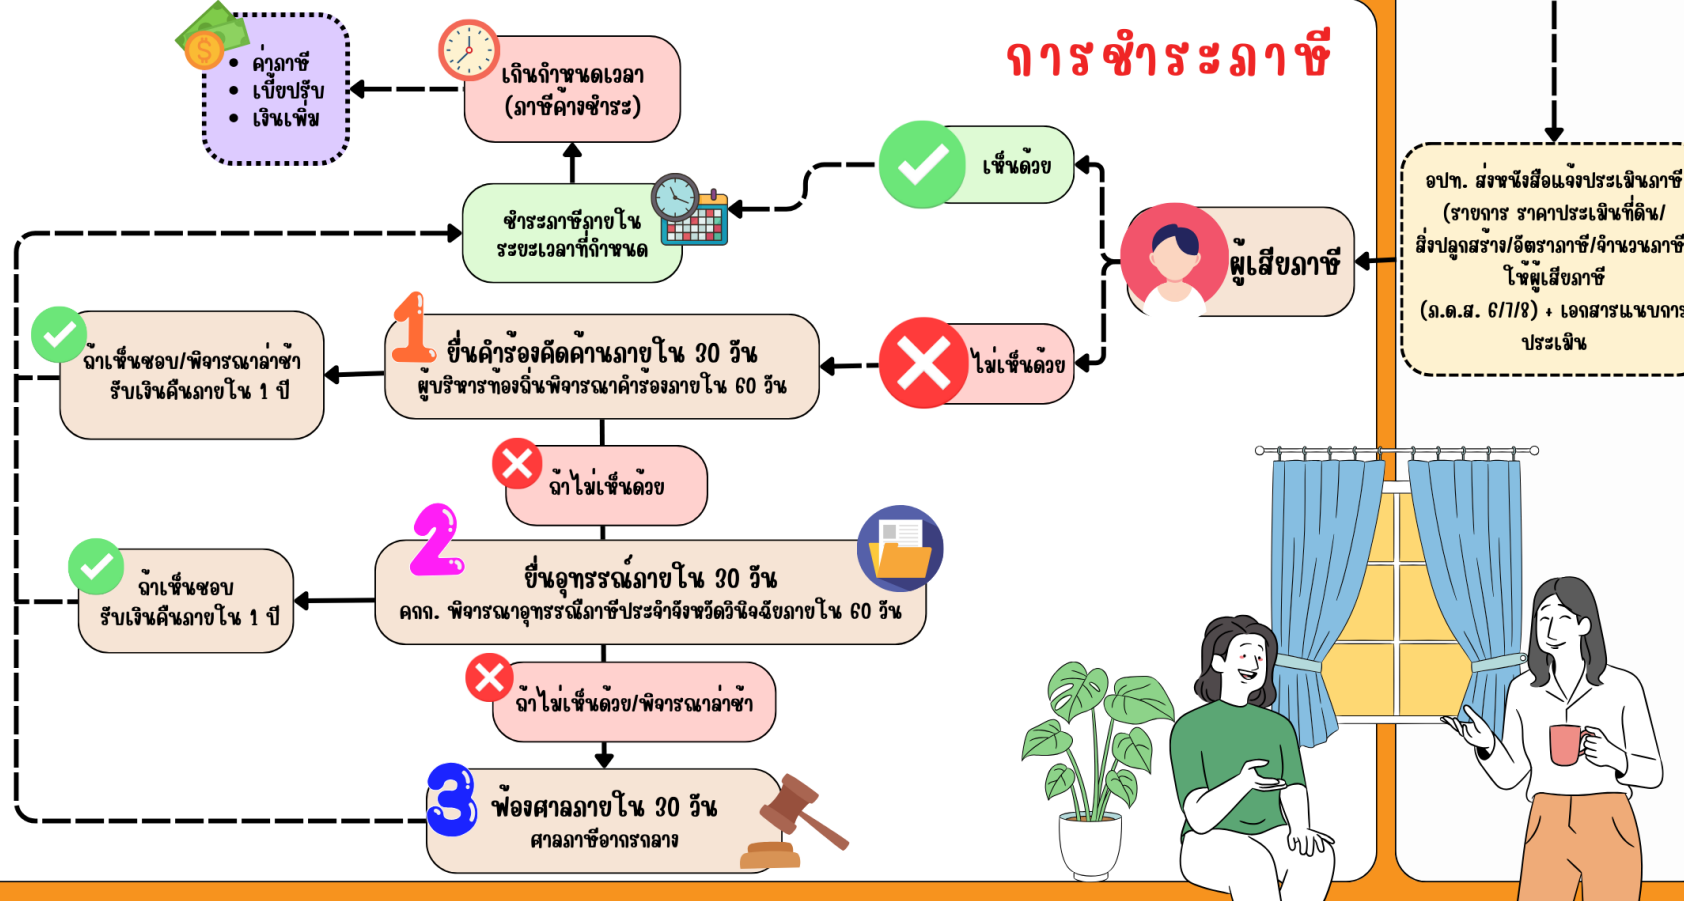 การชำระภาษี
อปท. ส่งหนังสือแจ้งประเมินภาษี
(รายการ ราคาประเมินที่ดิน/
สิ่งปลูกสร้าง/อัตราภาษี/จำนวนภาษี
ให้ผู้เสียภาษี
(ภ.ด.ส. 6/7/8) + เอกสารแนบการ
ประเมิน
ผู้เสียภาษี
เห็นด้วย
ไม่เห็นด้วย
ชำระภาษีภายใน
ระยะเวลาที่กำหนด
เกินกำหนดเวลา
(ภาษีค้างชำระ)
• ค่าภาษี
• เบี้ยปรับ
• เงินเพิ่ม
1
ยื่นคำร้องคัดค้านภายใน 30 วัน
ผู้บริหารท้องถิ่นพิจารณาคำร้องภายใน 60 วัน
ถ้าเห็นชอบ/พิจารณาล่าช้า
รับเงินคืนภายใน 1 ปี
ถ้าไม่เห็นด้วย
2
ยื่นอุทรรณ์ภายใน 30 วัน
คกก. พิจารณาอุทรรณ์ภาษีประจำจังหวัดวินิจฉัยภายใน 60 วัน
ถ้าเห็นชอบ
รับเงินคืนภายใน 1 ปี
ถ้าไม่เห็นด้วย/พิจารณาล่าช้า
3
ฟ้องศาลภายใน 30 วัน
ศาลภาษีอากรกลาง